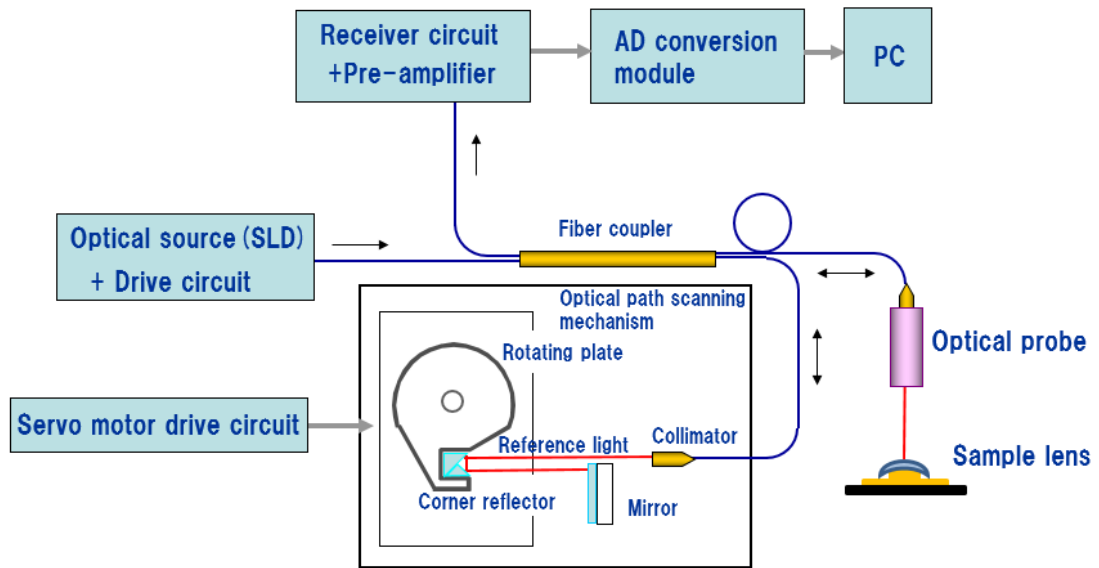 Receiver circuit
+Pre-amplifier
AD conversion
module
PC
Optical source (SLD)
+ Drive circuit
Fiber coupler
Optical path scanning
mechanism
Rotating plate
Optical probe
Servo motor drive circuit
Reference light
Collimator
Sample lens
Corner reflector
Mirror